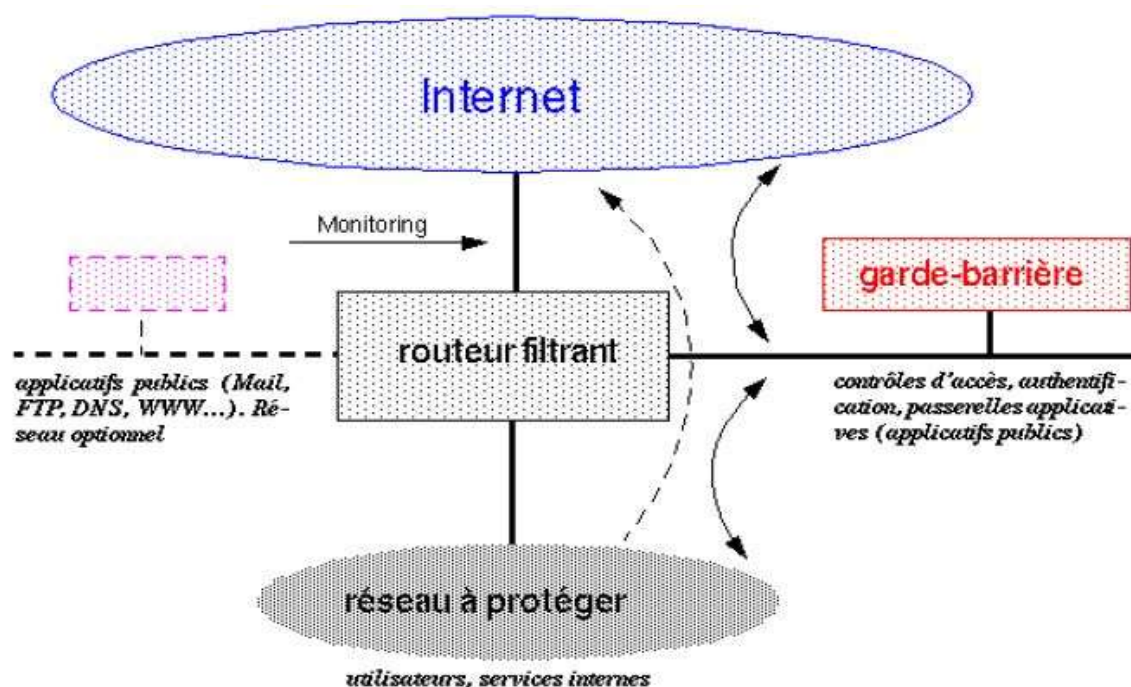 Internet
Monitoring
garde-barrière
routeur filtrant
applicatifs publics (Mail,
FTP, DNS, WWW...). Ré-
seau optionnel
contrôles d'accès, authentifi-
cation, passerelles applicati-
ves (applicatifs publics)
réseau à protéger
utilisateurs, services internes